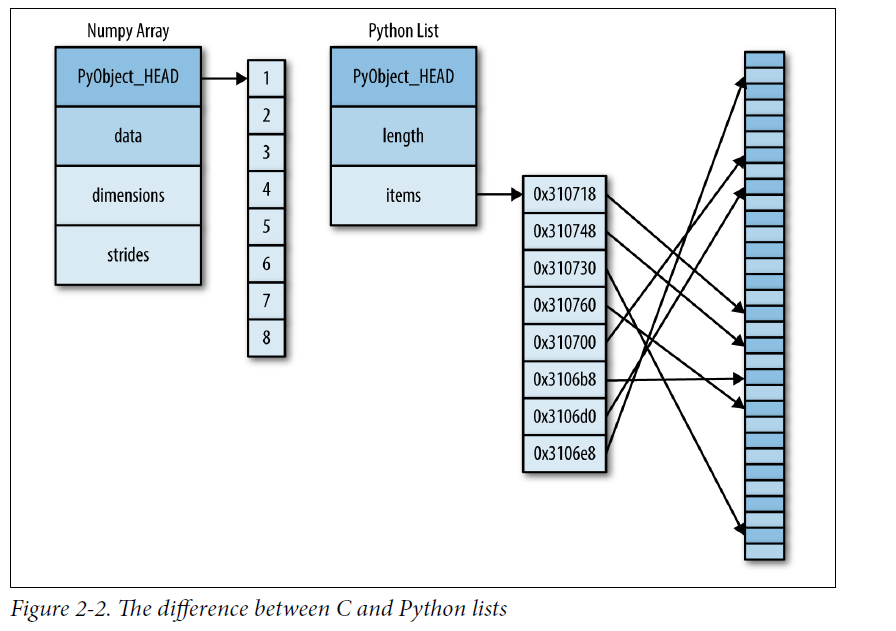 Numpy Array
PyObject_HEAD
data
dimensions
strides
1
2
3
4
5
6
7
8
Python List
PyObject_HEAD
length
items
0x310718
0x310748
0x310730
0x310760
0x310700
0x3106b8
0x3106d0
0x3106e8
Figure 2-2. The difference between C and Python lists